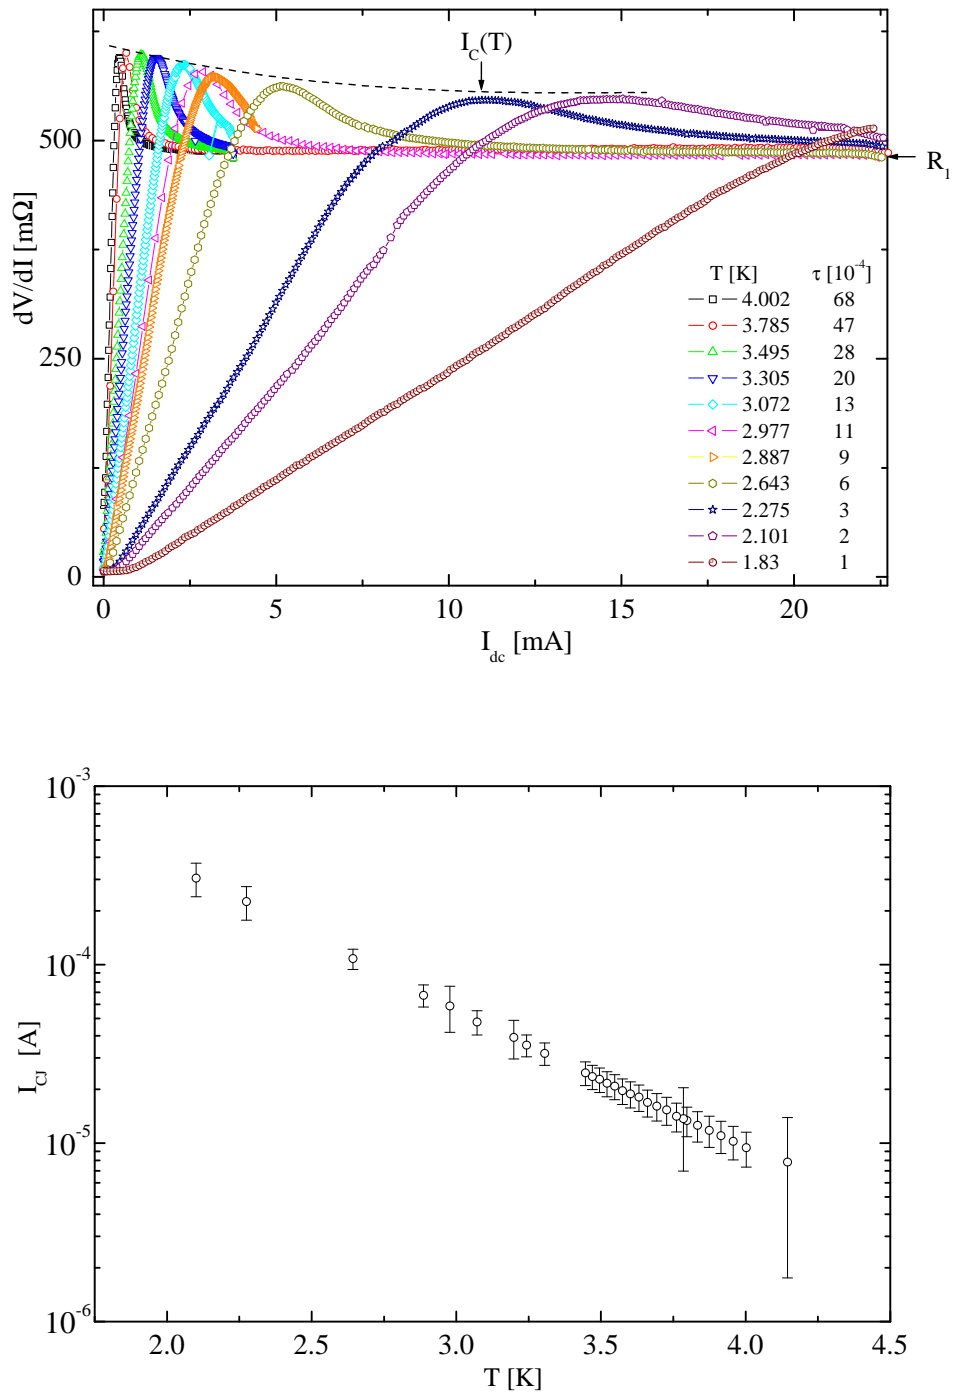 I_C(T)
500
250
0
dV/dI [mΩ]
R_1
T [K] τ [10^-4]
4.002 68
3.785 47
3.495 28
3.305 20
3.072 13
2.977 11
2.887 9
2.643 6
2.275 3
2.101 2
1.83 1
0 5 10 15 20
I_dc [mA]
10^-3
10^-4
10^-5
10^-6
I_CJ [A]
2.0 2.5 3.0 3.5 4.0 4.5
T [K]